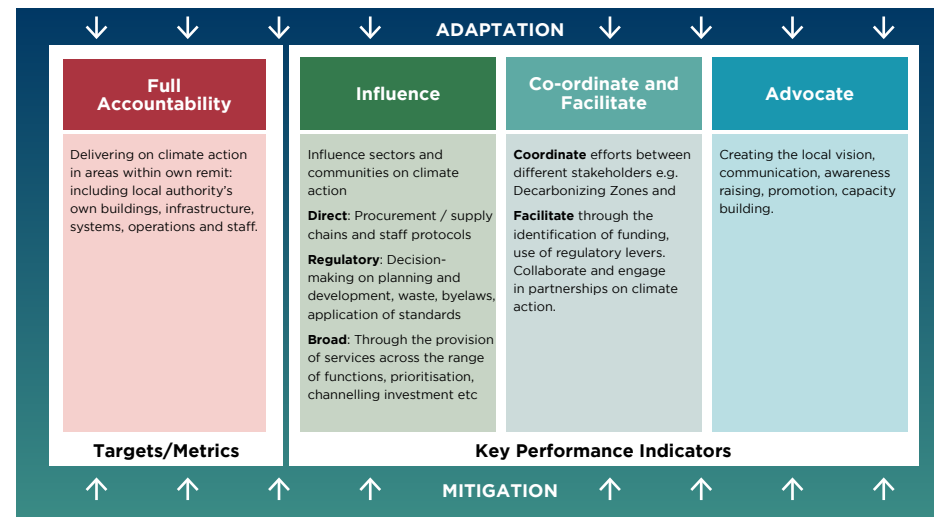 ADAPTATION
Full
Accountability
Delivering on climate action
in areas within own remit:
including local authority's
own buildings, infrastructure,
systems, operations and staff.
Targets/Metrics
Influence
Influence sectors and
communities on climate
action
Direct: Procurement / supply
chains and staff protocols
Regulatory: Decision-
making on planning and
development, waste, byelaws,
application of standards
Broad: Through the provision
of services across the range
of functions, prioritisation,
channelling investment etc
Co-ordinate and
Facilitate
Coordinate efforts between
different stakeholders e.g.
Decarbonizing Zones and
Facilitate through the
identification of funding,
use of regulatory levers.
Collaborate and engage
in partnerships on climate
action.
Advocate
Creating the local vision,
communication, awareness
raising, promotion, capacity
building.
Key Performance Indicators
MITIGATION